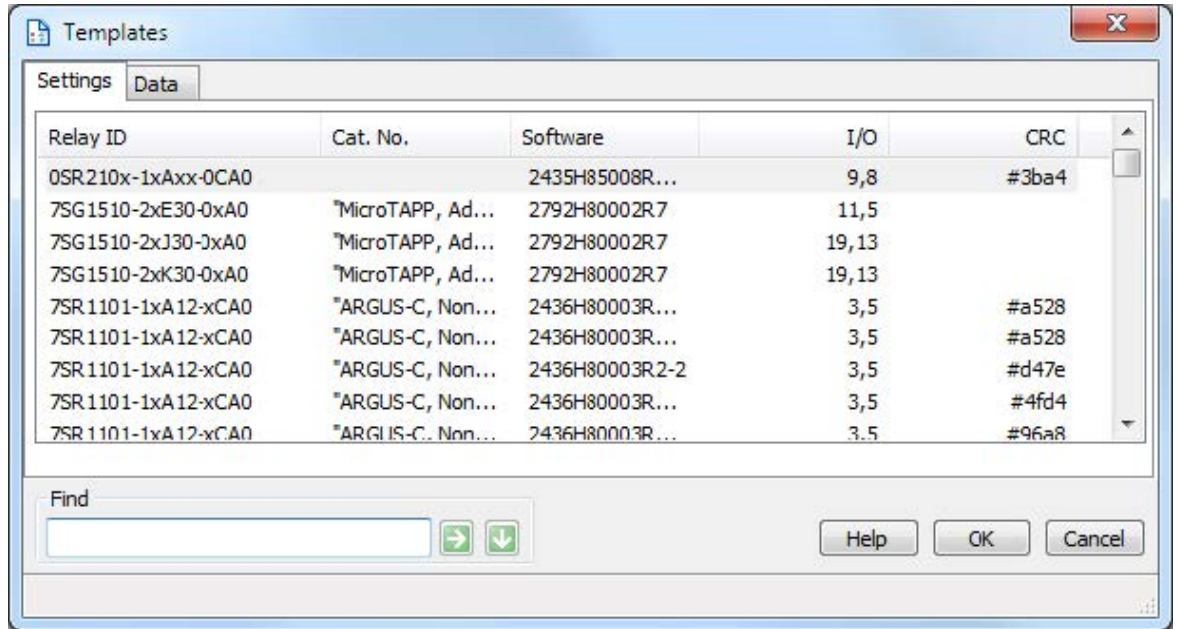 Templates
Settings Data
Relay ID Cat. No. Software I/O CRC
0SR210x-1xAxx-0CA0 2435H85008R... 9,8 #3ba4
7SG1510-2xE30-0xA0 "MicroTAPP, Ad... 2792H80002R7 11,5
7SG1510-2xJ30-0xA0 "MicroTAPP, Ad... 2792H80002R7 19,13
7SG1510-2xK30-0xA0 "MicroTAPP, Ad... 2792H80002R7 19,13
7SR1101-1xA12-xCA0 "ARGUS-C, Non... 2436H80003R... 3,5 #a528
7SR1101-1xA12-xCA0 "ARGUS-C, Non... 2436H80003R... 3,5 #a528
7SR1101-1xA12-xCA0 "ARGUS-C, Non... 2436H80003R2-2 3,5 #d47e
7SR1101-1xA12-xCA0 "ARGUS-C, Non... 2436H80003R... 3,5 #4fd4
7SR1101-1xA12-xCA0 "ARGUS-C, Non... 2436H80003R... 3,5 #96a8
Find
Help OK Cancel